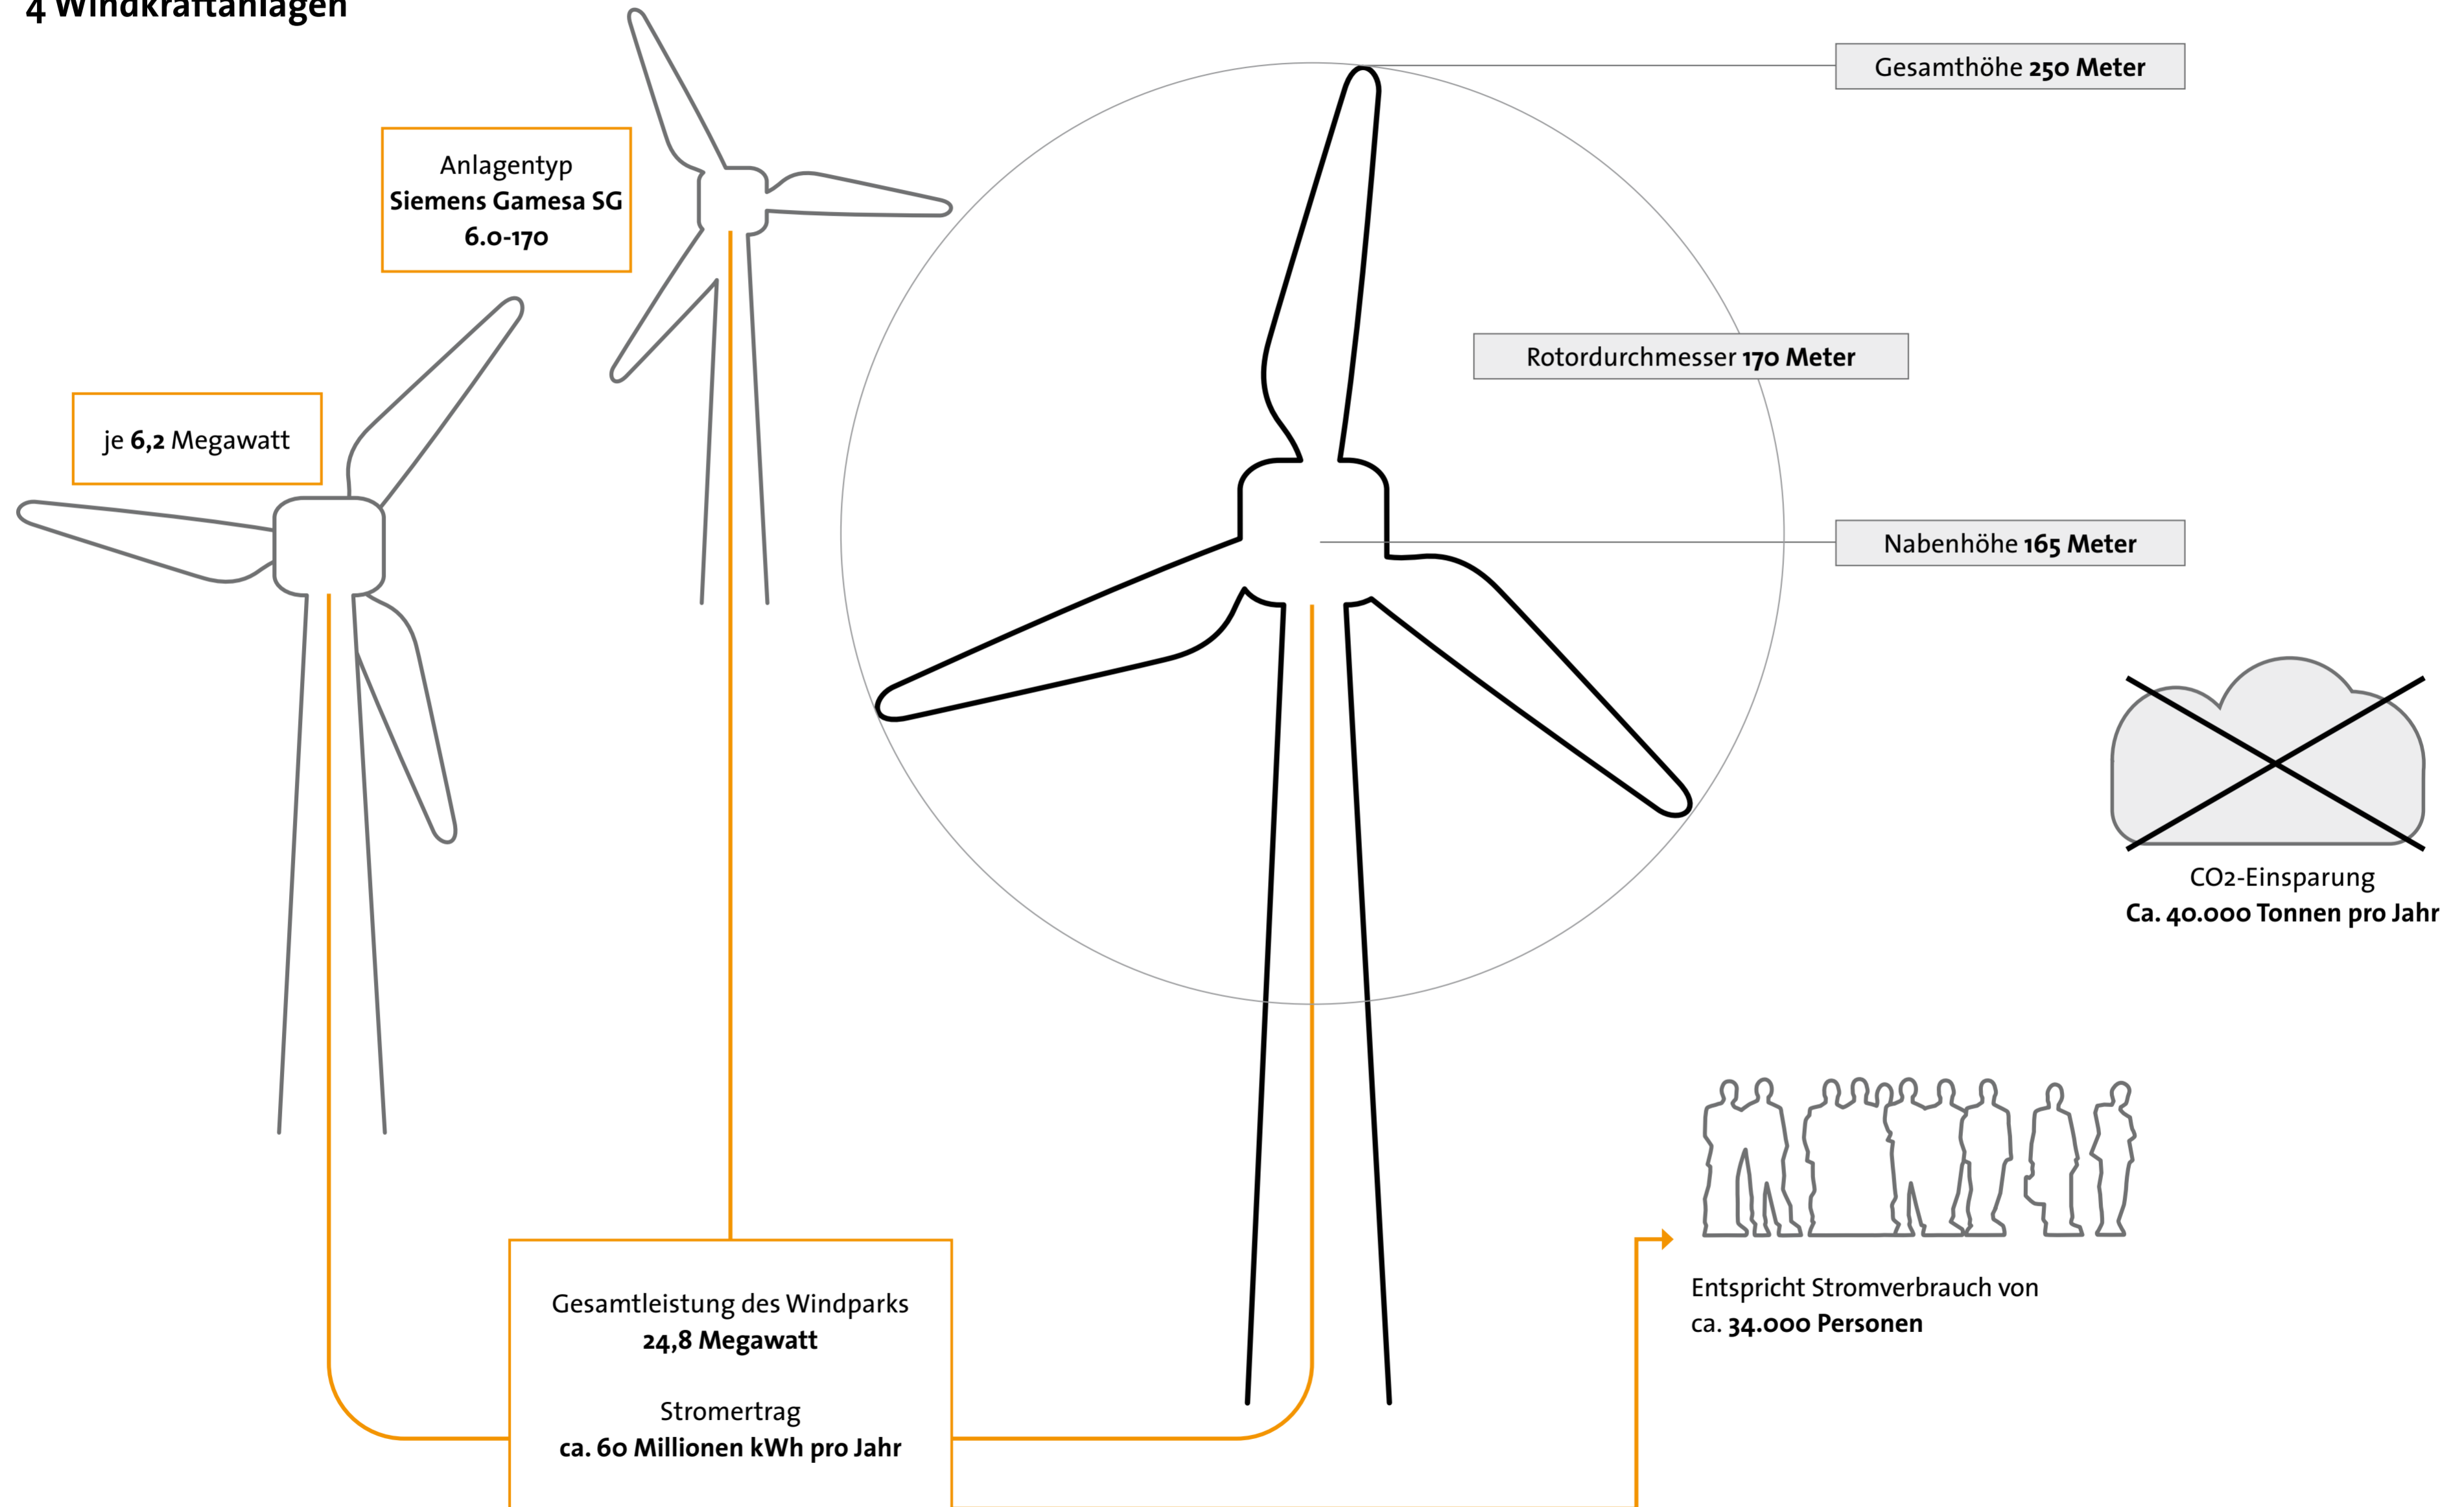 4 Windkraftanlagen
Gesamthöhe 250 Meter
Anlagentyp
Siemens Gamesa SG
6.0-170
Rotordurchmesser 170 Meter
je 6,2 Megawatt
Nabenhöhe 165 Meter
CO2-Einsparung
Ca. 40.000 Tonnen pro Jahr
Entspricht Stromverbrauch von
ca. 34.000 Personen
Gesamtleistung des Windparks
24,8 Megawatt
Stromertrag
ca. 60 Millionen kWh pro Jahr